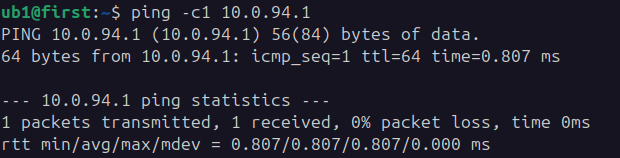 ub1@first:~$ ping -c1 10.0.94.1
PING 10.0.94.1 (10.0.94.1) 56(84) bytes of data.
64 bytes from 10.0.94.1: icmp_seq=1 ttl=64 time=0.807 ms

--- 10.0.94.1 ping statistics ---
1 packets transmitted, 1 received, 0% packet loss, time 0ms
rtt min/avg/max/mdev = 0.807/0.807/0.807/0.000 ms